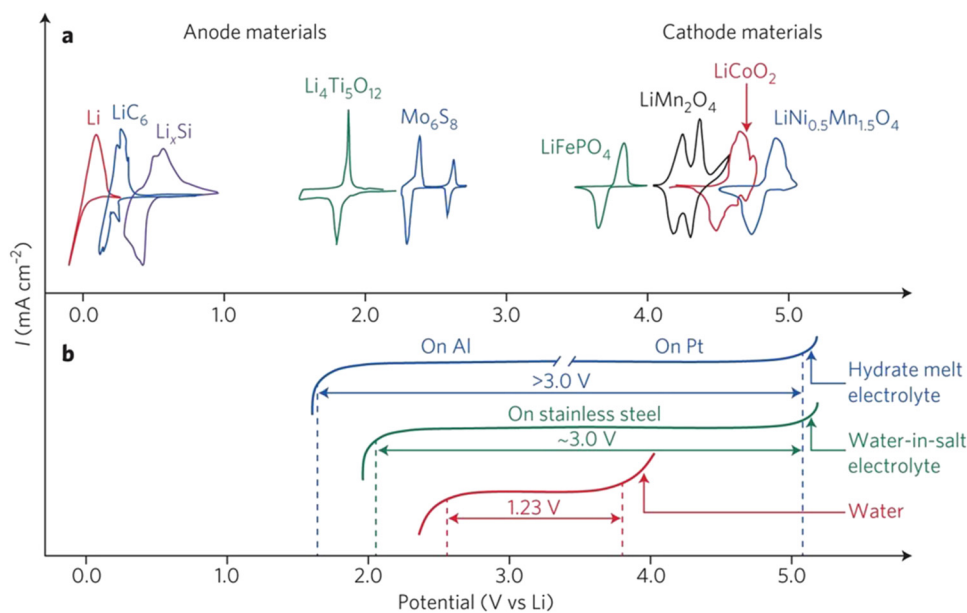 a
Anode materials
Cathode materials
Li
LiC₆
LiₓSi
Li₄Ti₅O₁₂
Mo₆S₈
LiFePO₄
LiMn₂O₄
LiCoO₂
LiNi₀.₅Mn₁.₅O₄
I (mA cm⁻²)
0.0 1.0 2.0 3.0 4.0 5.0
b
On Al
On Pt
>3.0 V
Hydrate melt
electrolyte
On stainless steel
~3.0 V
Water-in-salt
electrolyte
1.23 V
Water
0.0 1.0 2.0 3.0 4.0 5.0
Potential (V vs Li)